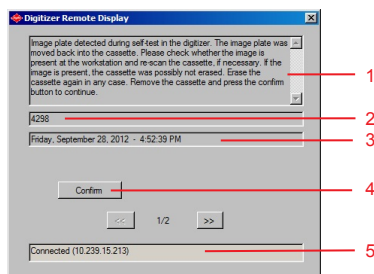 Digitizer Remote Display
Image plate detected during self-test in the digitizer. The image plate was
moved back into the cassette. Please check whether the image is
present at the workstation and re-scan the cassette, if necessary. If the
image is present, the cassette was possibly not erased. Erase the
cassette again in any case. Remove the cassette and press the confirm
button to continue.
1
4298
2
Friday, September 28, 2012 - 4:52:39 PM
3
Confirm
4
<< 1/2 >>
Connected (10.239.15.213)
5